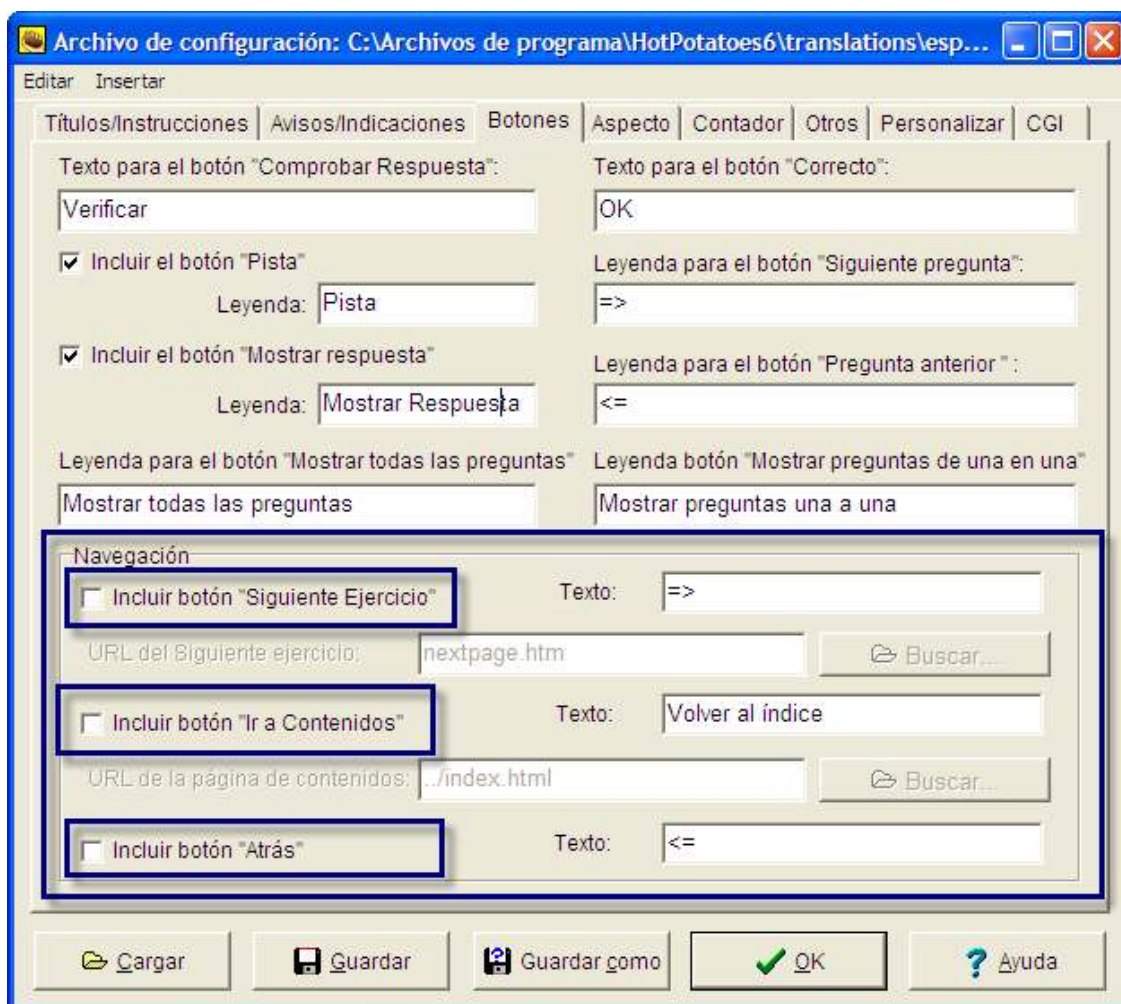 Archivo de configuración: C:\Archivos de programa\HotPotatoes6\translations\esp...
Editar Insertar
Títulos/Instrucciones Avisos/Indicaciones Botones Aspecto Contador Otros Personalizar CGI
Texto para el botón "Comprobar Respuesta": Texto para el botón "Correcto":
Verificar OK
Incluir el botón "Pista" Leyenda para el botón "Siguiente pregunta":
Leyenda: Pista =>
Incluir el botón "Mostrar respuesta" Leyenda para el botón "Pregunta anterior " :
Leyenda: Mostrar Respuesta <=
Leyenda para el botón "Mostrar todas las preguntas" Leyenda botón "Mostrar preguntas de una en una"
Mostrar todas las preguntas Mostrar preguntas una a una
Navegación
Incluir botón "Siguiente Ejercicio" Texto: =>
URL del Siguiente ejercicio: nextpage.htm Buscar...
Incluir botón "Ir a Contenidos" Texto: Volver al índice
URL de la página de contenidos: ../index.html Buscar...
Incluir botón "Atrás" Texto: <=
Cargar Guardar Guardar como OK Ayuda